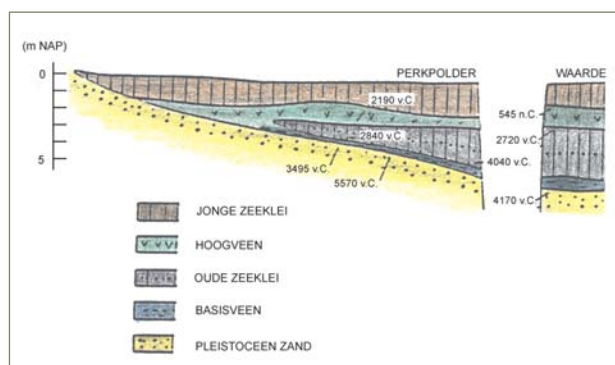 (m NAP)
0
5
PERKPOLDER
WAARDE
2190 v.C.
2840 v.C.
3495 v.C.
5570 v.C.
545 n.C.
2720 v.C.
4040 v.C.
4170 v.C.
JONGE ZEEKLEI
HOOGVEEN
OUDE ZEEKLEI
BASISVEEN
PLEISTOCEEN ZAND